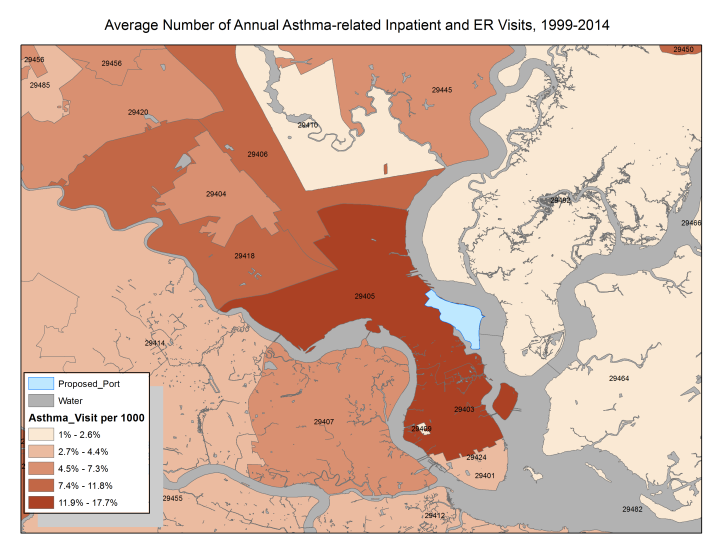 Average Number of Annual Asthma-related Inpatient and ER Visits, 1999-2014
29456
29456
29450
29485
29445
29420
29410
29406
29404
29492
29466
29418
29405
29414
29464
29403
29407
29409
29424
29401
29455
29482
29412
Proposed_Port
Water
Asthma_Visit per 1000
1% - 2.6%
2.7% - 4.4%
4.5% - 7.3%
7.4% - 11.8%
11.9% - 17.7%